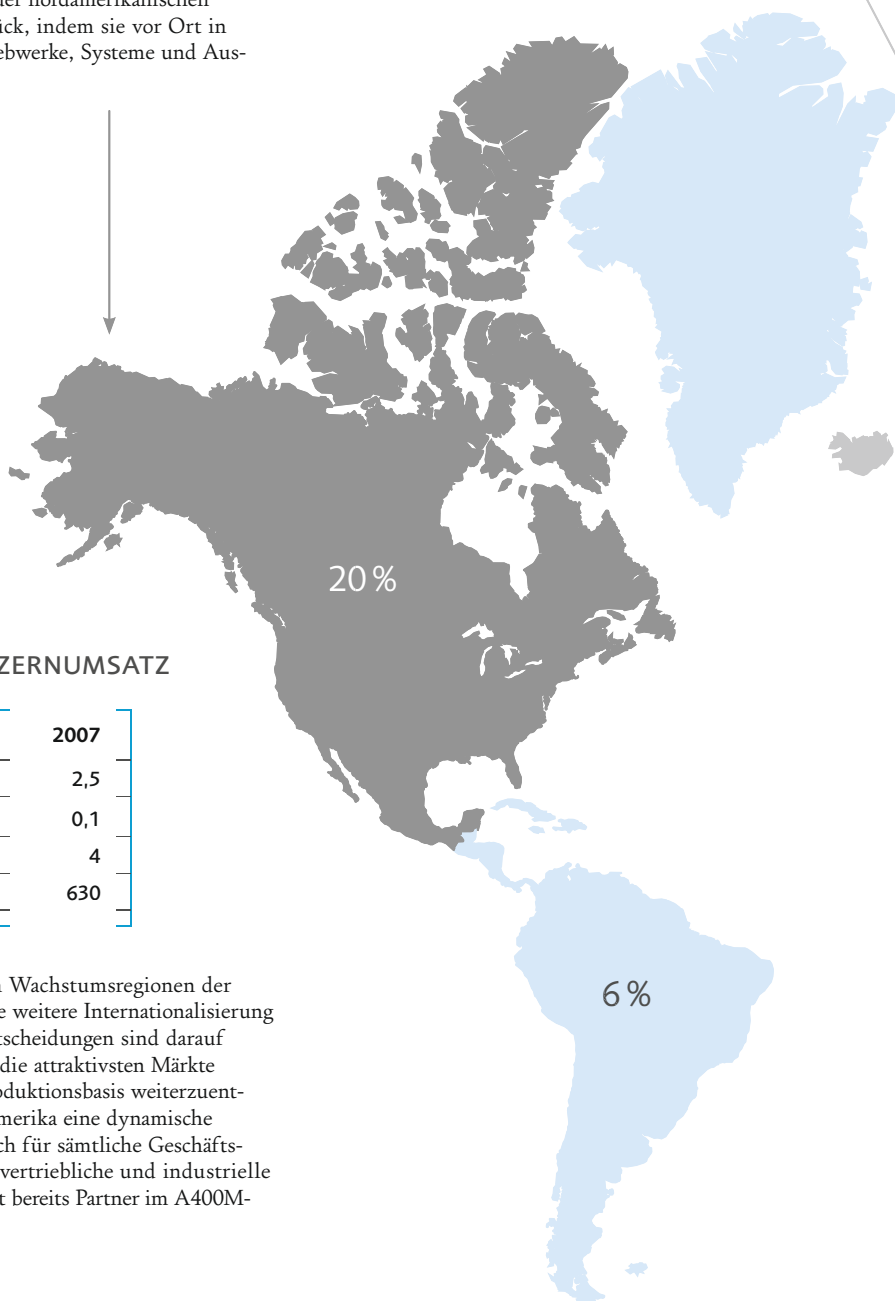 der nordamerikanischen
ück, indem sie vor Ort in
ebwerke, Systeme und Aus-
20 %
ZERNUMSATZ
2007
2,5
0,1
4
630
n Wachstumsregionen der
e weitere Internationalisierung
tscheidungen sind darauf
die attraktivsten Märkte
oduktionsbasis weiterzuent-
merika eine dynamische
ch für sämtliche Geschäfts-
vertriebliche und industrielle
t bereits Partner im A400M-
6 %